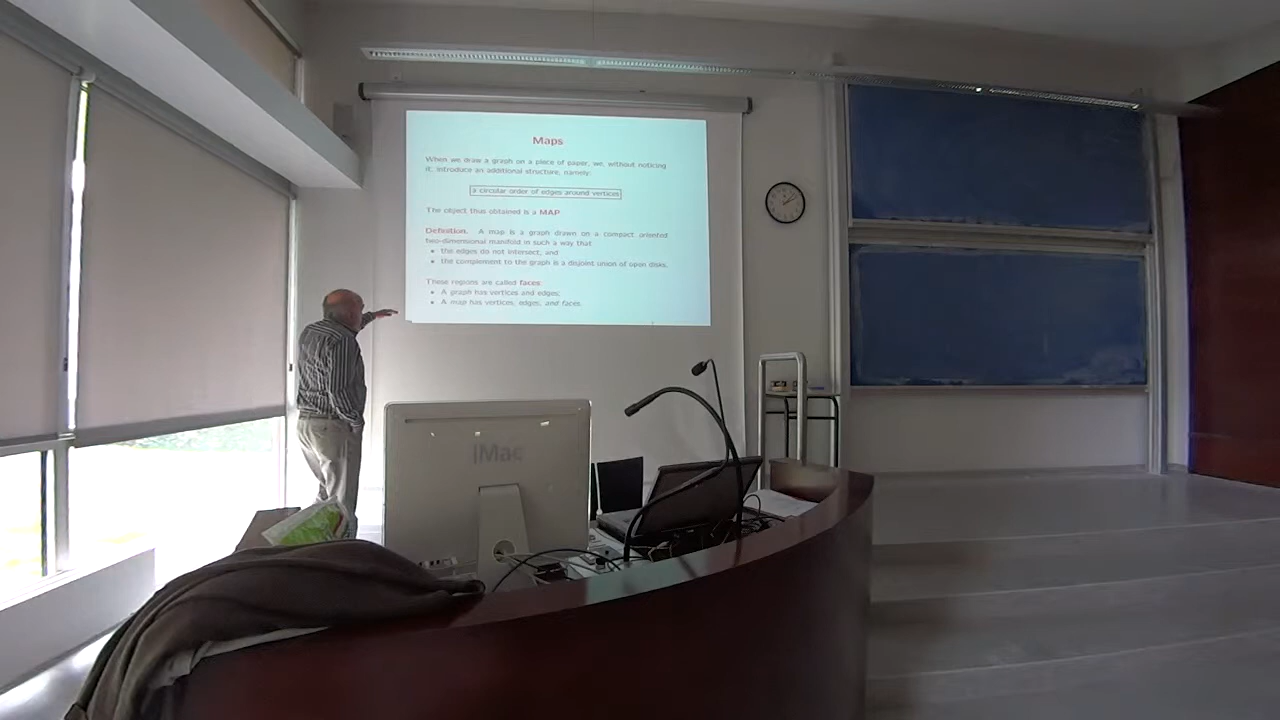 Maps
When we draw a graph on a piece of paper, we, without noticing
it, introduce an additional structure, namely:
a circular order of edges around vertices
The object thus obtained is a MAP
Definition. A map is a graph drawn on a compact oriented
two-dimensional manifold in such a way that
• the edges do not intersect; and
• the complement to the graph is a disjoint union of open disks.
These regions are called faces.
• A graph has vertices and edges;
• A map has vertices, edges, and faces.
iMac